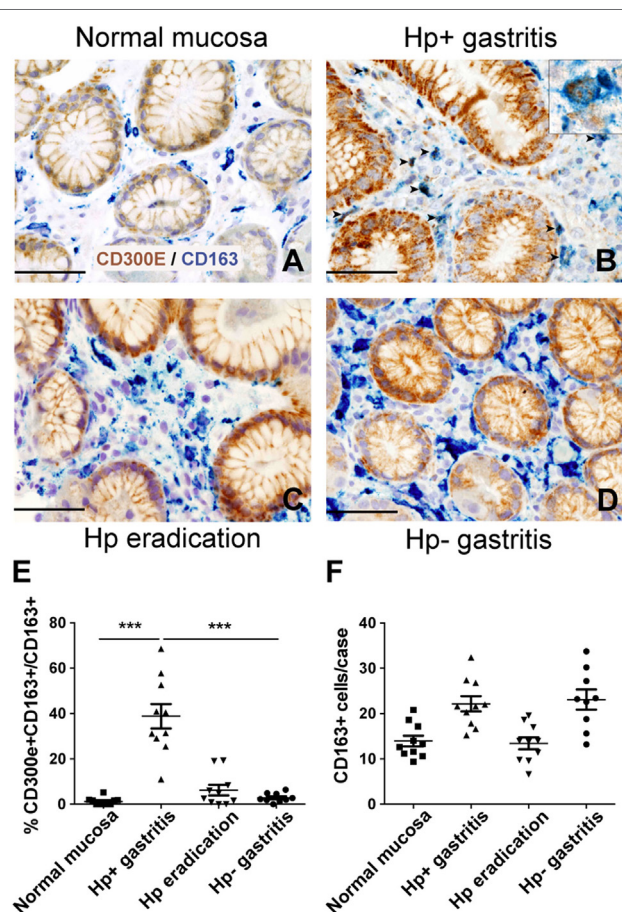 Normal mucosa
Hp+ gastritis
CD300E / CD163
A
B
C
D
Hp eradication
Hp- gastritis
E
% CD300e+CD163+/CD163+
80
60
40
20
0
***
***
Normal mucosa
Hp+ gastritis
Hp eradication
Hp- gastritis
F
CD163+ cells/case
40
30
20
10
0
Normal mucosa
Hp+ gastritis
Hp eradication
Hp- gastritis